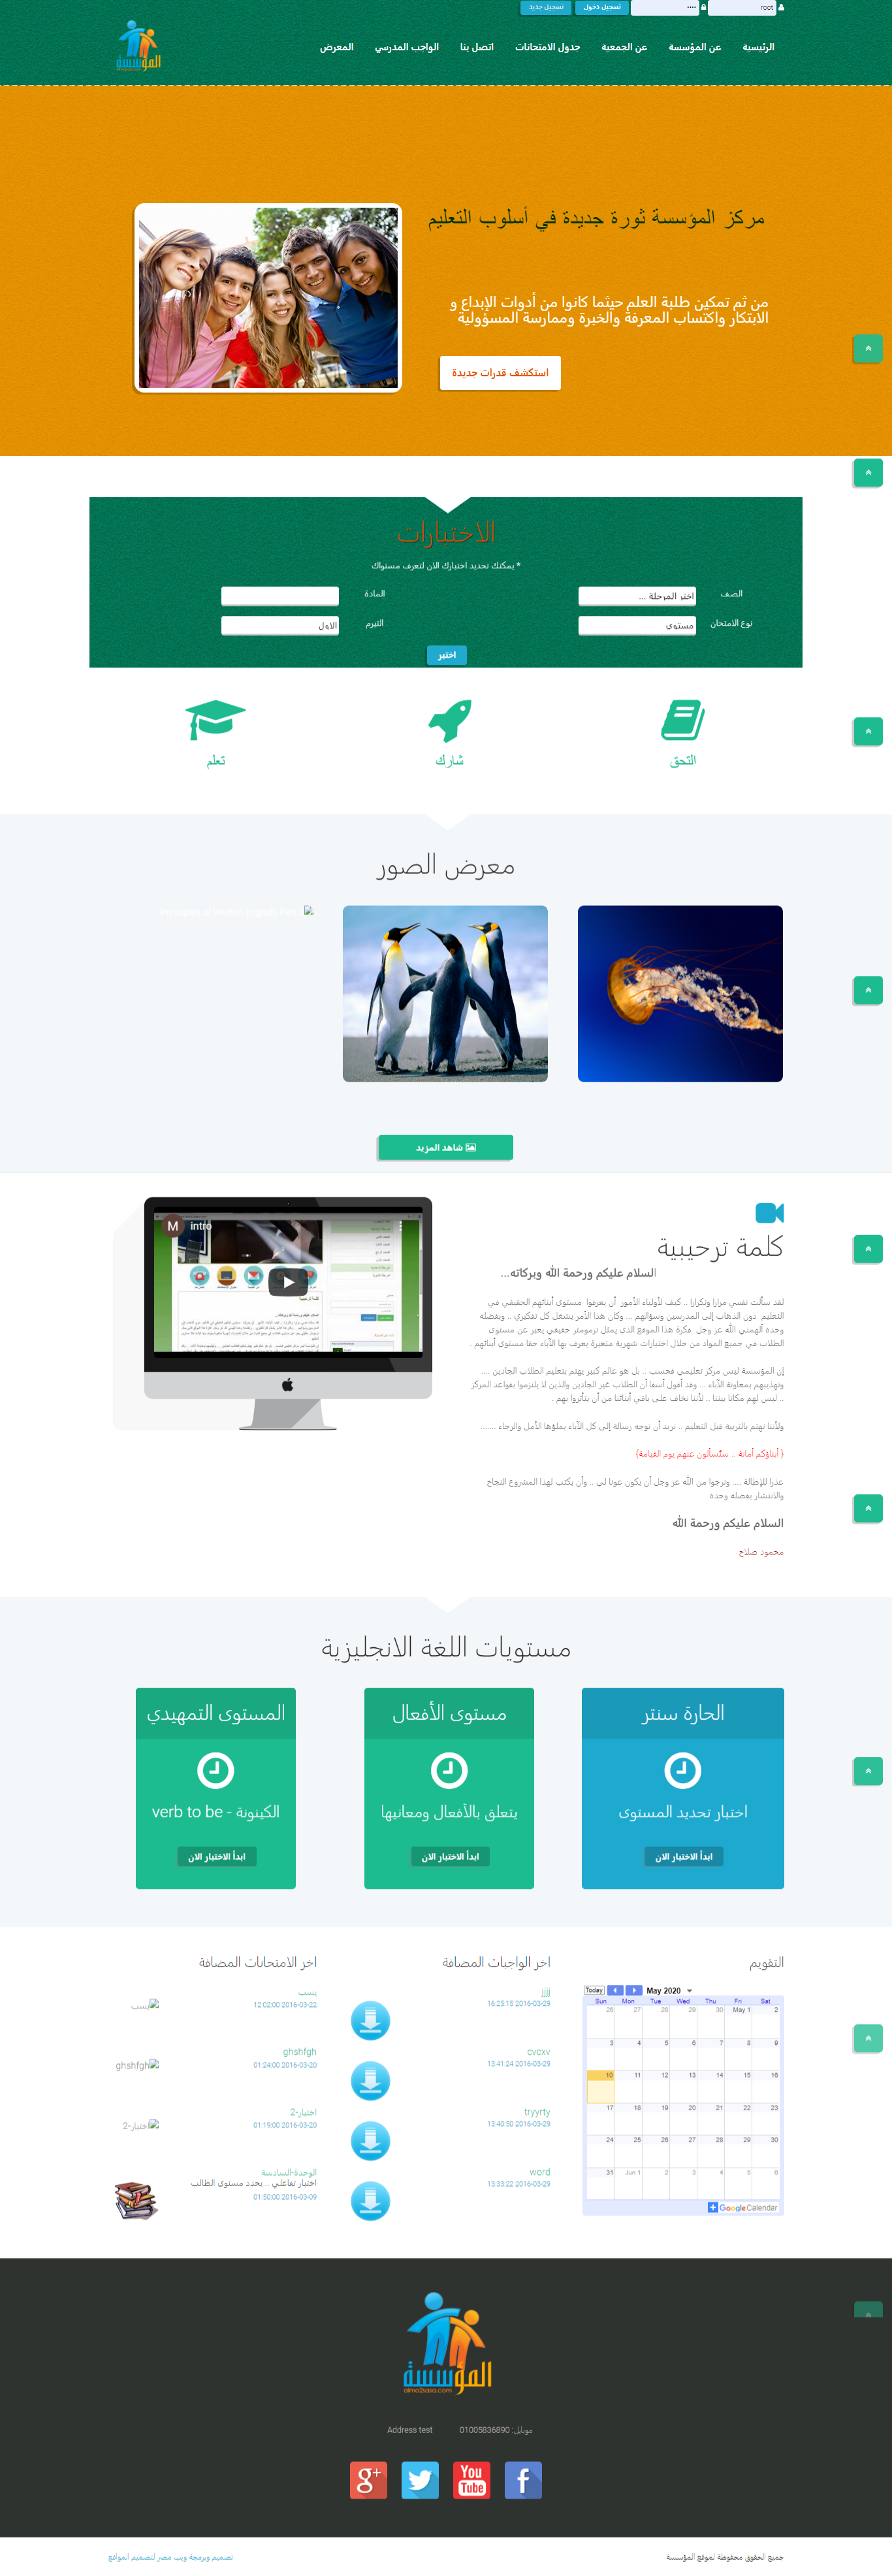 root
••••
تسجيل دخول
تسجيل جديد
الرئيسية
عن المؤسسة
عن الجمعية
جدول الامتحانات
اتصل بنا
الواجب المدرسي
المعرض
المؤسسة
مركز المؤسسة ثورة جديدة في أسلوب التعليم
من ثم تمكين طلبة العلم حيثما كانوا من أدوات الإبداع و
الابتكار واكتساب المعرفة والخبرة وممارسة المسؤولية
استكشف قدرات جديدة
الاختبارات
* يمكنك تحديد اختبارك الان لتعرف مستواك
الصف
اختر المرحلة ...
المادة
نوع الامتحان
مستوى
التيرم
الاول
اختبر
التحق
شارك
تعلم
معرض الصور
شاهد المزيد
M intro
كلمة ترحيبية
السلام عليكم ورحمة الله وبركاته...
لقد سألت نفسي مرارا وتكرارا .. كيف لأولياء الأمور أن يعرفوا مستوى أبنائهم الحقيقي في
التعليم دون الذهاب إلى المدرسين وسؤالهم ... وكان هذا الأمر يشغل كل تفكيري .. وبفضله
وحده ألهمني الله عز وجل فكرة هذا الموقع الذي يمثل ترمومتر حقيقي يعبر عن مستوى
الطلاب في جميع المواد من خلال اختبارات شهرية متغيرة يعرف بها الآباء حقا مستوى أبنائهم .
إن المؤسسة ليس مركز تعليمي فحسب .. بل هو عالم كبير يهتم بتعليم الطلاب الجادين ....
وتهذيبهم بمعاونة الآباء ... وقد أقول أسفا أن الطلاب غير الجادين والذين لا يلتزموا بقواعد المركز
.. ليس لهم مكانا بيننا .. لأننا نخاف على باقي أبنائنا من أن يتأثروا بهم .
ولأننا نهتم بالتربية قبل التعليم .. نريد أن نوجه رسالة إلى كل الآباء يملؤها الأمل والرجاء .......
( أبناؤكم أمانة .. ستُسألون عنهم يوم القيامة)
عذرا للإطالة .... ونرجوا من الله عز وجل أن يكون عونا لي .. وأن يكتب لهذا المشروع النجاح
والانتشار بفضله وحده
السلام عليكم ورحمة الله
محمود صلاح
مستويات اللغة الانجليزية
الحارة سنتر
اختبار تحديد المستوى
ابدأ الاختبار الان
مستوى الأفعال
يتعلق بالأفعال ومعانيها
ابدأ الاختبار الان
المستوى التمهيدي
الكينونة - verb to be
ابدأ الاختبار الان
التقويم
Today May 2020
Sun Mon Tue Wed Thu Fri Sat
26 27 28 29 30 May 1 2
3 4 5 6 7 8 9
10 11 12 13 14 15 16
17 18 19 20 21 22 23
24 25 26 27 28 29 30
31 Jun 1 2 3 4 5 6
Google Calendar
اخر الواجبات المضافة
jjjj
16:25:15 2016-03-29
cvcxv
13:41:24 2016-03-29
tryyrty
13:40:50 2016-03-29
word
13:33:22 2016-03-29
اخر الامتحانات المضافة
يتسب
12:02:00 2016-03-22
ghshfgh
ghshfgh
01:24:00 2016-03-20
اختبار-2
اختبار-2
01:19:00 2016-03-20
الوحدة-السادسة
اختبار تفاعلي .. يحدد مستوى الطالب
01:50:00 2016-03-09
المؤسسة
almo2sasa.com
موبايل: 01005836890
Address test
جميع الحقوق محفوظة لموقع المؤسسة
تصميم وبرمجة ويب مصر لتصميم المواقع